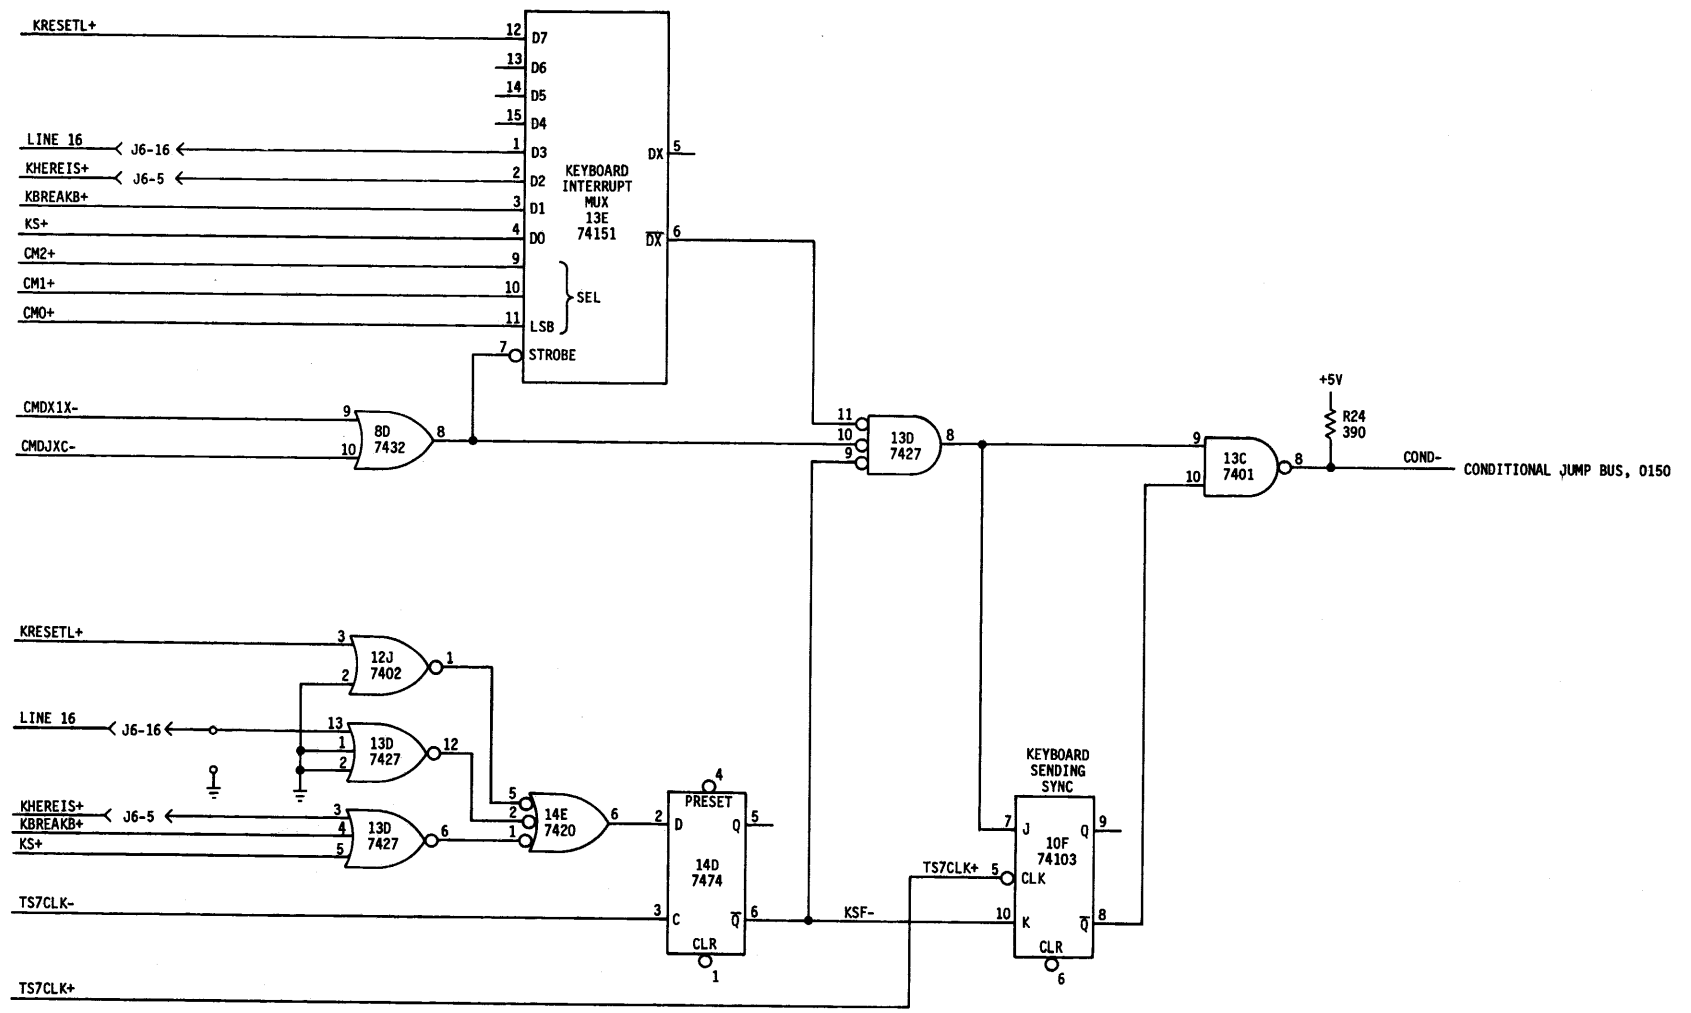 KRESETL+
12
D7
13
D6
14
D5
15
D4
LINE 16
J6-16
1
D3
KHEREIS+
J6-5
2
D2
KBREAKB+
3
D1
KS+
4
D0
CM2+
9
CM1+
10
SEL
CM0+
11
LSB
7
STROBE
KEYBOARD
INTERRUPT
MUX
13E
74151
DX
5
DX
6
CMDX1X-
9
CMDJXC-
10
8D
7432
8
11
10
9
13D
7427
8
9
10
13C
7401
8
+5V
R24
390
COND-
CONDITIONAL JUMP BUS, 0150
KRESETL+
3
2
12J
7402
1
LINE 16
J6-16
13
1
2
13D
7427
12
KHEREIS+
J6-5
3
KBREAKB+
4
KS+
5
13D
7427
6
5
2
1
14E
7420
6
4
PRESET
2
D
Q
5
14D
7474
TS7CLK-
3
C
Q
6
CLR
1
KSF-
KEYBOARD
SENDING
SYNC
7
J
Q
9
10F
74103
TS7CLK+
5
CLK
10
K
Q
8
CLR
6
TS7CLK+